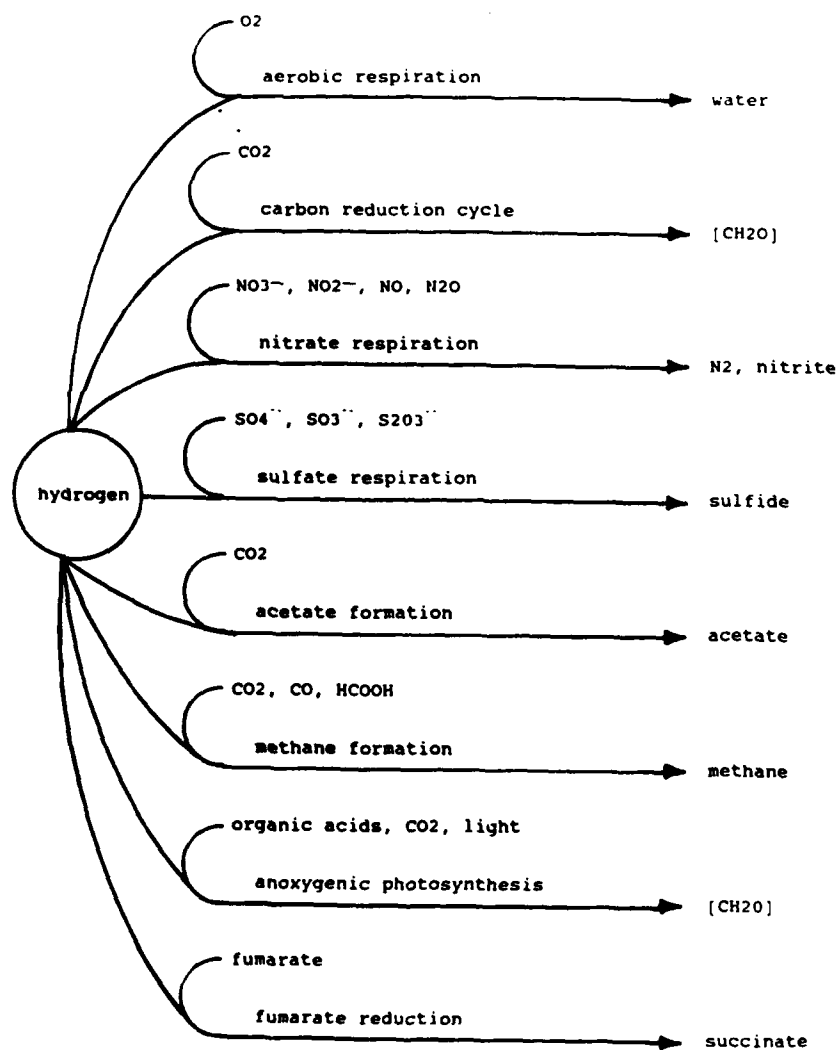 O2
aerobic respiration
water
CO2
carbon reduction cycle
[CH2O]
NO3−, NO2−, NO, N2O
nitrate respiration
N2, nitrite
SO4--, SO3--, S2O3--
sulfate respiration
hydrogen
sulfide
CO2
acetate formation
acetate
CO2, CO, HCOOH
methane formation
methane
organic acids, CO2, light
anoxygenic photosynthesis
[CH2O]
fumarate
fumarate reduction
succinate